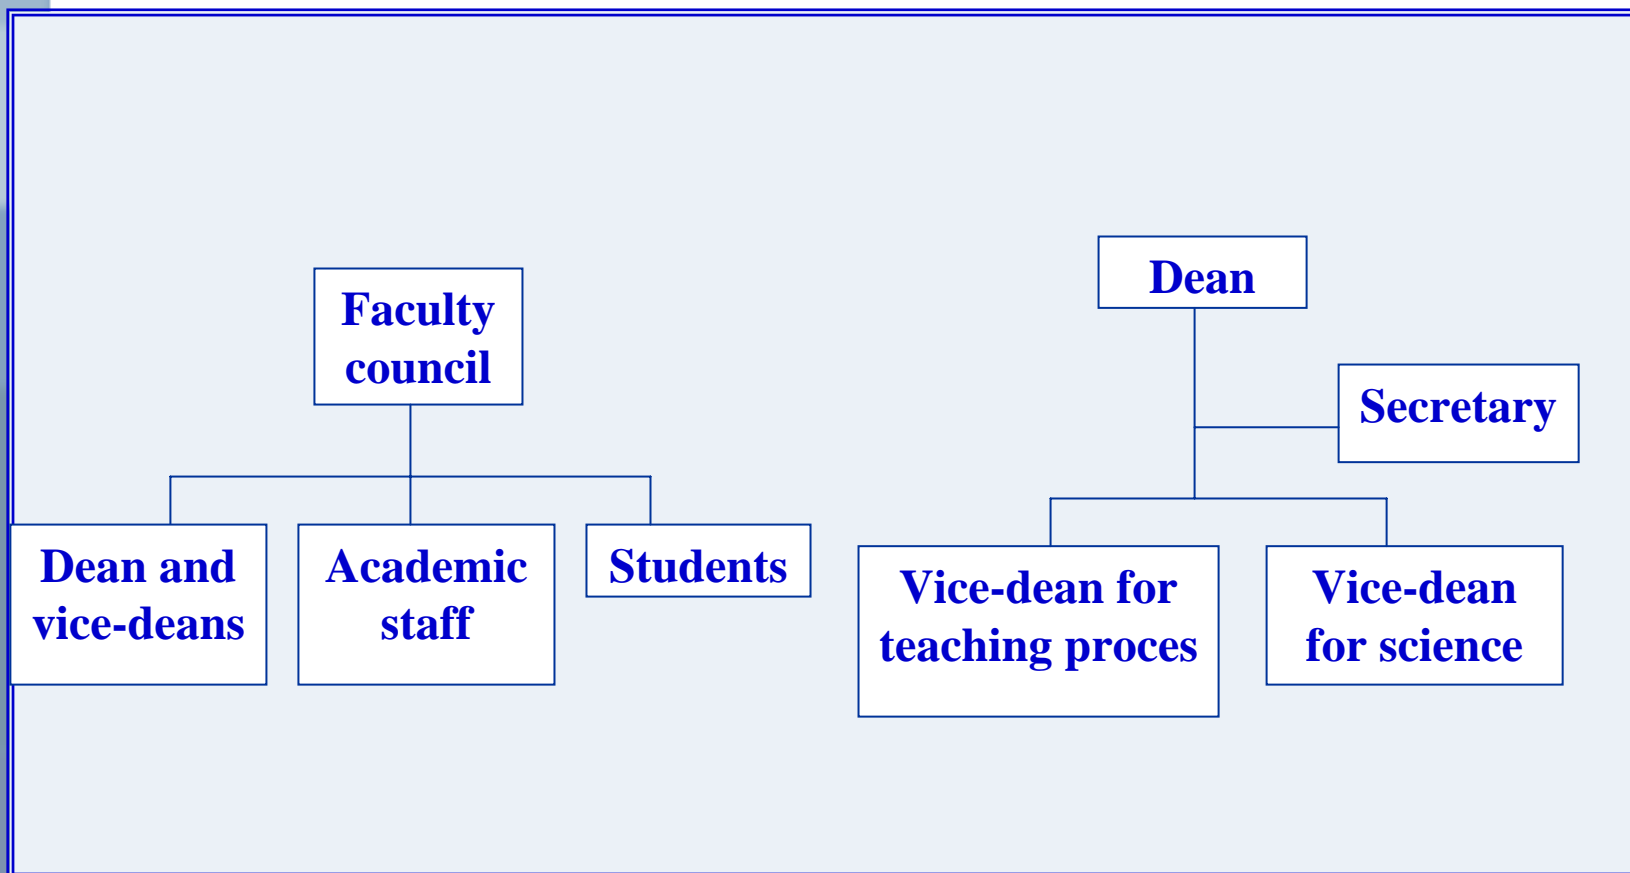 Faculty
council
Dean and
vice-deans
Academic
staff
Students
Dean
Secretary
Vice-dean for
teaching proces
Vice-dean
for science